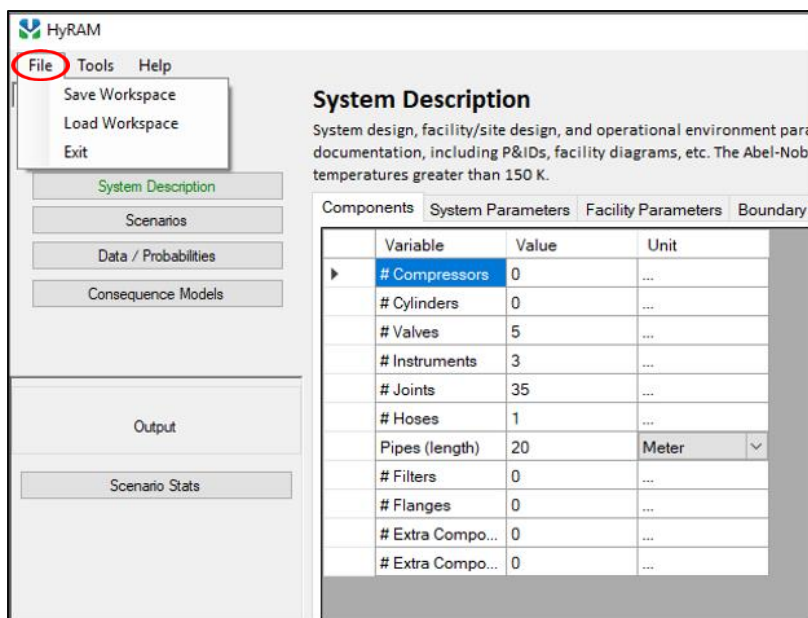 HyRAM
File Tools Help
Save Workspace
Load Workspace
Exit
System Description
Scenarios
Data / Probabilities
Consequence Models
Output
Scenario Stats
System Description
System design, facility/site design, and operational environment para
documentation, including P&IDs, facility diagrams, etc. The Abel-Nob
temperatures greater than 150 K.
Components System Parameters Facility Parameters Boundary
Variable Value Unit
# Compressors 0 ...
# Cylinders 0 ...
# Valves 5 ...
# Instruments 3 ...
# Joints 35 ...
# Hoses 1 ...
Pipes (length) 20 Meter
# Filters 0 ...
# Flanges 0 ...
# Extra Compo... 0 ...
# Extra Compo... 0 ...